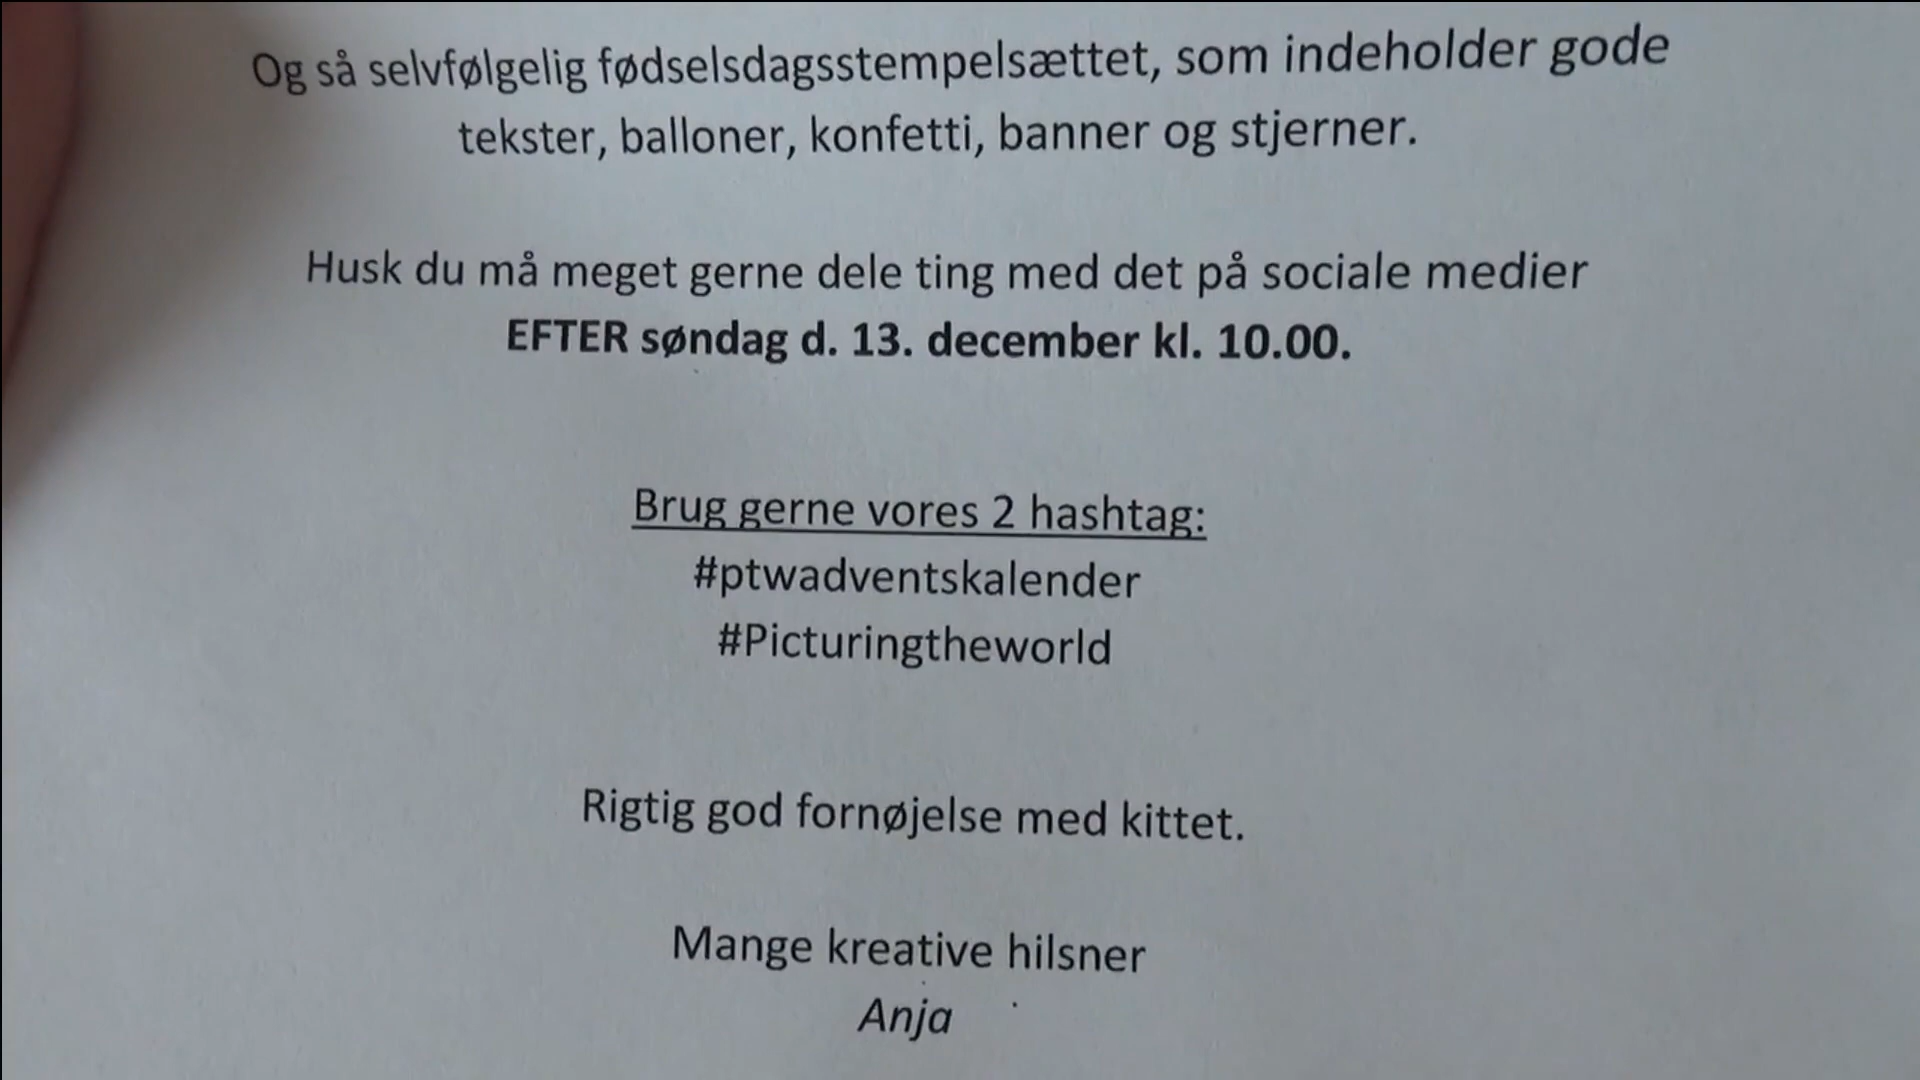 Og så selvfølgelig fødselsdagsstempelsættet, som indeholder gode
tekster, balloner, konfetti, banner og stjerner.
Husk du må meget gerne dele ting med det på sociale medier
EFTER søndag d. 13. december kl. 10.00.
Brug gerne vores 2 hashtag:
#ptwadventskalender
#Picturingtheworld
Rigtig god fornøjelse med kittet.
Mange kreative hilsner
Anja